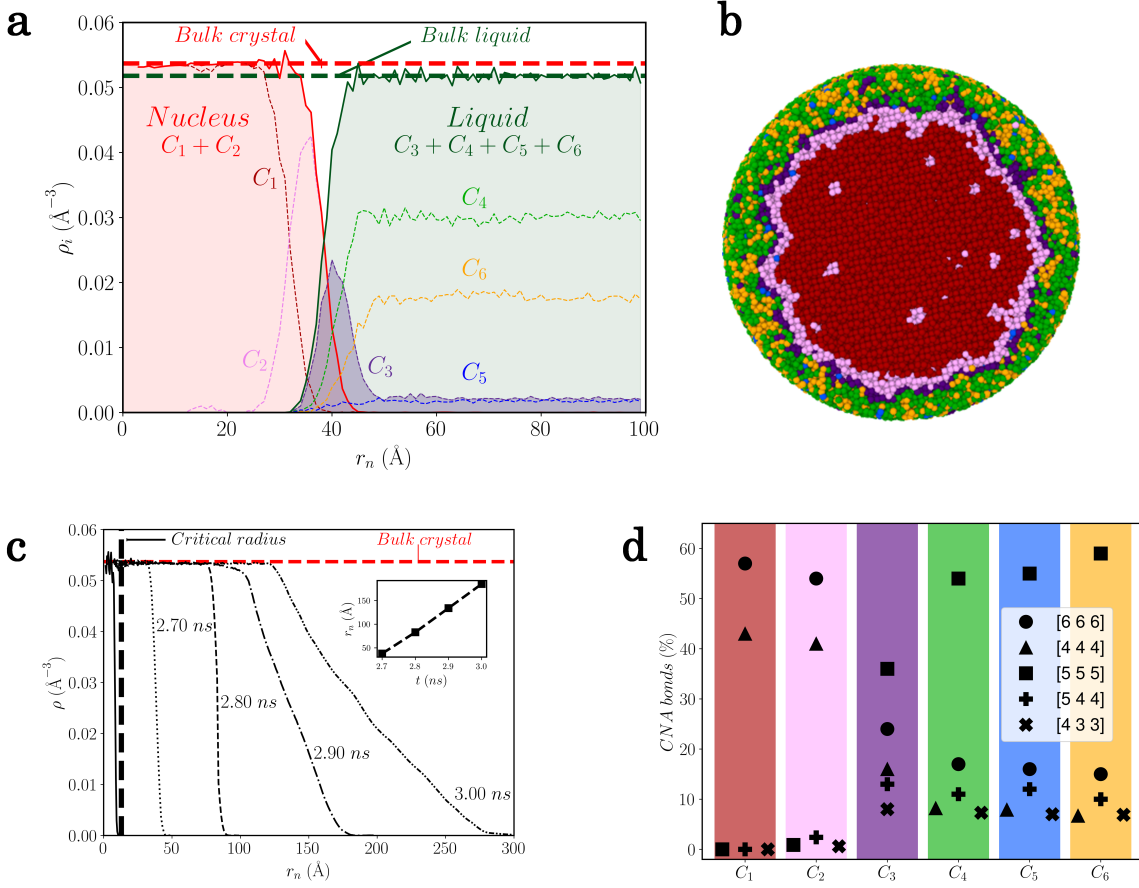 a
0.06
0.05
0.04
0.03
0.02
0.01
0.00
ρ_i (Å⁻³)
Bulk crystal
Bulk liquid
Nucleus
C₁ + C₂
Liquid
C₃ + C₄ + C₅ + C₆
C₁
C₄
C₆
C₂
C₃
C₅
0 20 40 60 80 100
r_n (Å)
b
c
0.06
0.05
0.04
0.03
0.02
0.01
0.00
ρ (Å⁻³)
Critical radius
Bulk crystal
2.70 ns
2.80 ns
2.90 ns
3.00 ns
150
100
50
r_n (Å)
2.7 2.8 2.9 3.0
t (ns)
0 50 100 150 200 250 300
r_n (Å)
d
60
50
40
30
20
10
0
CNA bonds (%)
[6 6 6]
[4 4 4]
[5 5 5]
[5 4 4]
[4 3 3]
C₁ C₂ C₃ C₄ C₅ C₆